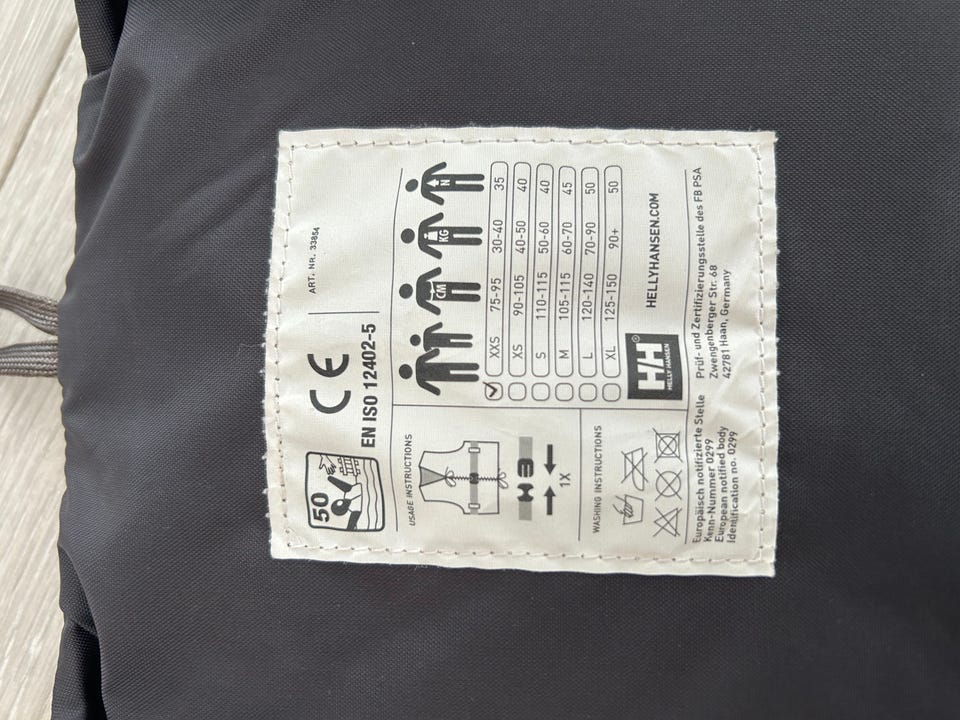 50
CE
EN ISO 12402-5
ART. NR. 33854
USAGE INSTRUCTIONS
1X
WASHING INSTRUCTIONS
CM KG N
XXS 75-95 30-40 35
XS 90-105 40-50 40
S 110-115 50-60 40
M 105-115 60-70 45
L 120-140 70-90 50
XL 125-150 90+ 50
HH®
HELLY HANSEN
HELLYHANSEN.COM
Europäisch notifizierte Stelle
Kenn-Nummer 0299
European notified body
Identification no. 0299
Prüf- und Zertifizierungsstelle des FB PSA
Zwengenberger Str. 68
42781 Haan, Germany